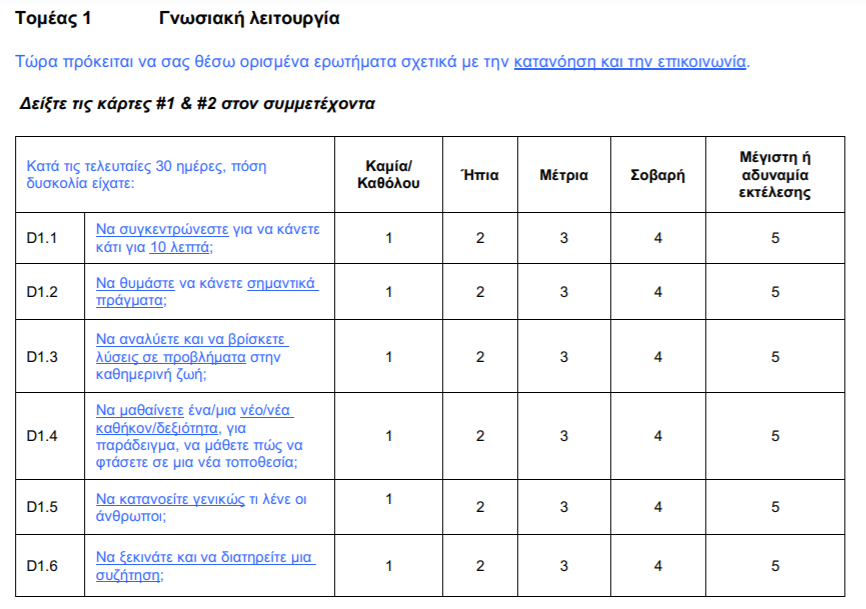 Τομέας 1 Γνωσιακή λειτουργία
Τώρα πρόκειται να σας θέσω ορισμένα ερωτήματα σχετικά με την κατανόηση και την επικοινωνία.
Δείξτε τις κάρτες #1 & #2 στον συμμετέχοντα
Κατά τις τελευταίες 30 ημέρες, πόση
δυσκολία είχατε:
Καμία/
Καθόλου
Ήπια
Μέτρια
Σοβαρή
Μέγιστη ή
αδυναμία
εκτέλεσης
D1.1
Να συγκεντρώνεστε για να κάνετε
κάτι για 10 λεπτά;
1 2 3 4 5
D1.2
Να θυμάστε να κάνετε σημαντικά
πράγματα;
1 2 3 4 5
D1.3
Να αναλύετε και να βρίσκετε
λύσεις σε προβλήματα στην
καθημερινή ζωή;
1 2 3 4 5
D1.4
Να μαθαίνετε ένα/μια νέο/νέα
καθήκον/δεξιότητα, για
παράδειγμα, να μάθετε πώς να
φτάσετε σε μια νέα τοποθεσία;
1 2 3 4 5
D1.5
Να κατανοείτε γενικώς τι λένε οι
άνθρωποι;
1 2 3 4 5
D1.6
Να ξεκινάτε και να διατηρείτε μια
συζήτηση;
1 2 3 4 5